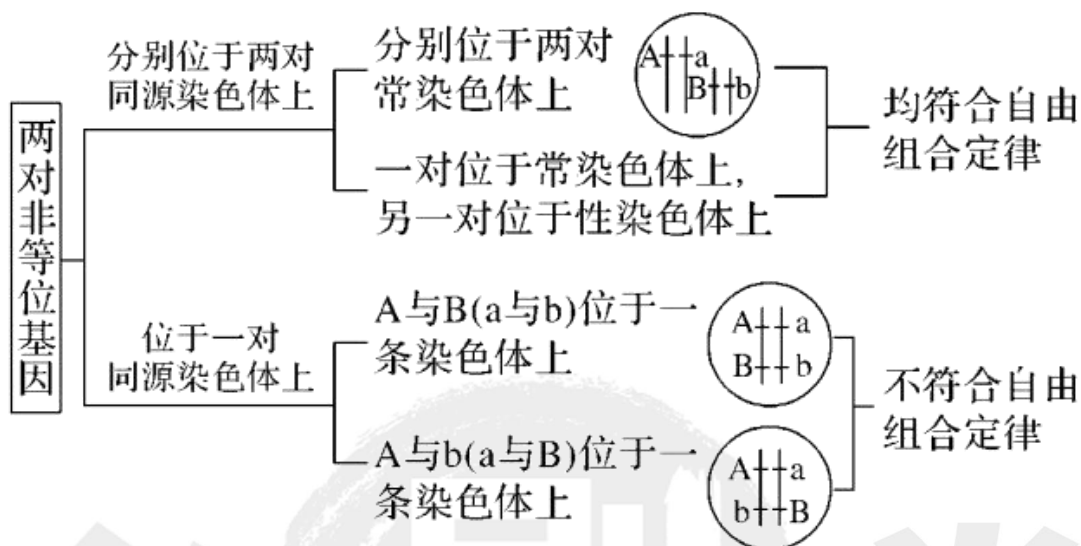 两对非等位基因
分别位于两对
同源染色体上
分别位于两对
常染色体上
A a
B b
一对位于常染色体上,
另一对位于性染色体上
均符合自由
组合定律
位于一对
同源染色体上
A与B(a与b)位于一
条染色体上
A a
B b
A与b(a与B)位于一
条染色体上
A a
b B
不符合自由
组合定律